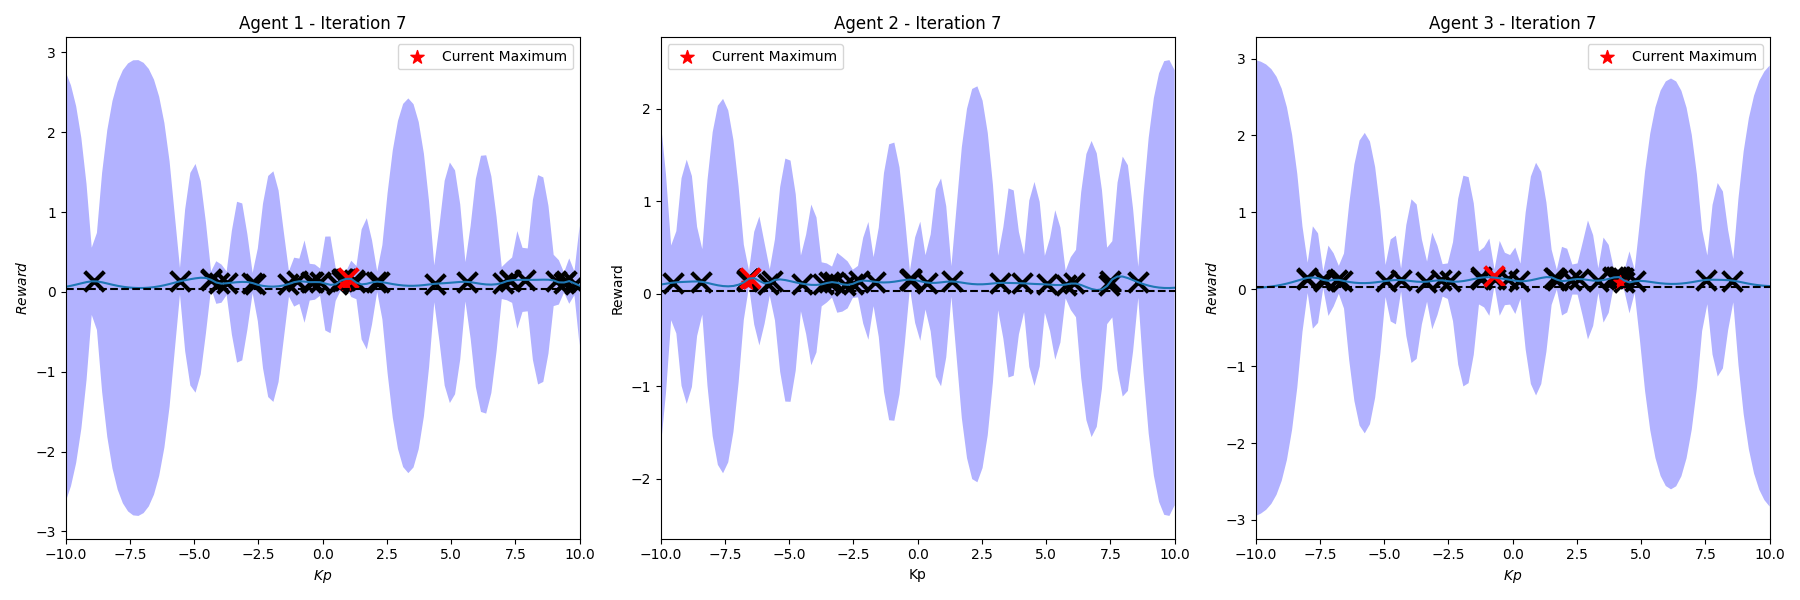 Agent 1 - Iteration 7
Current Maximum
3
2
1
0
−1
−2
−3
Reward
−10.0 −7.5 −5.0 −2.5 0.0 2.5 5.0 7.5 10.0
Kp
Agent 2 - Iteration 7
Current Maximum
2
1
0
−1
−2
Reward
−10.0 −7.5 −5.0 −2.5 0.0 2.5 5.0 7.5 10.0
Kp
Agent 3 - Iteration 7
Current Maximum
3
2
1
0
−1
−2
−3
Reward
−10.0 −7.5 −5.0 −2.5 0.0 2.5 5.0 7.5 10.0
Kp